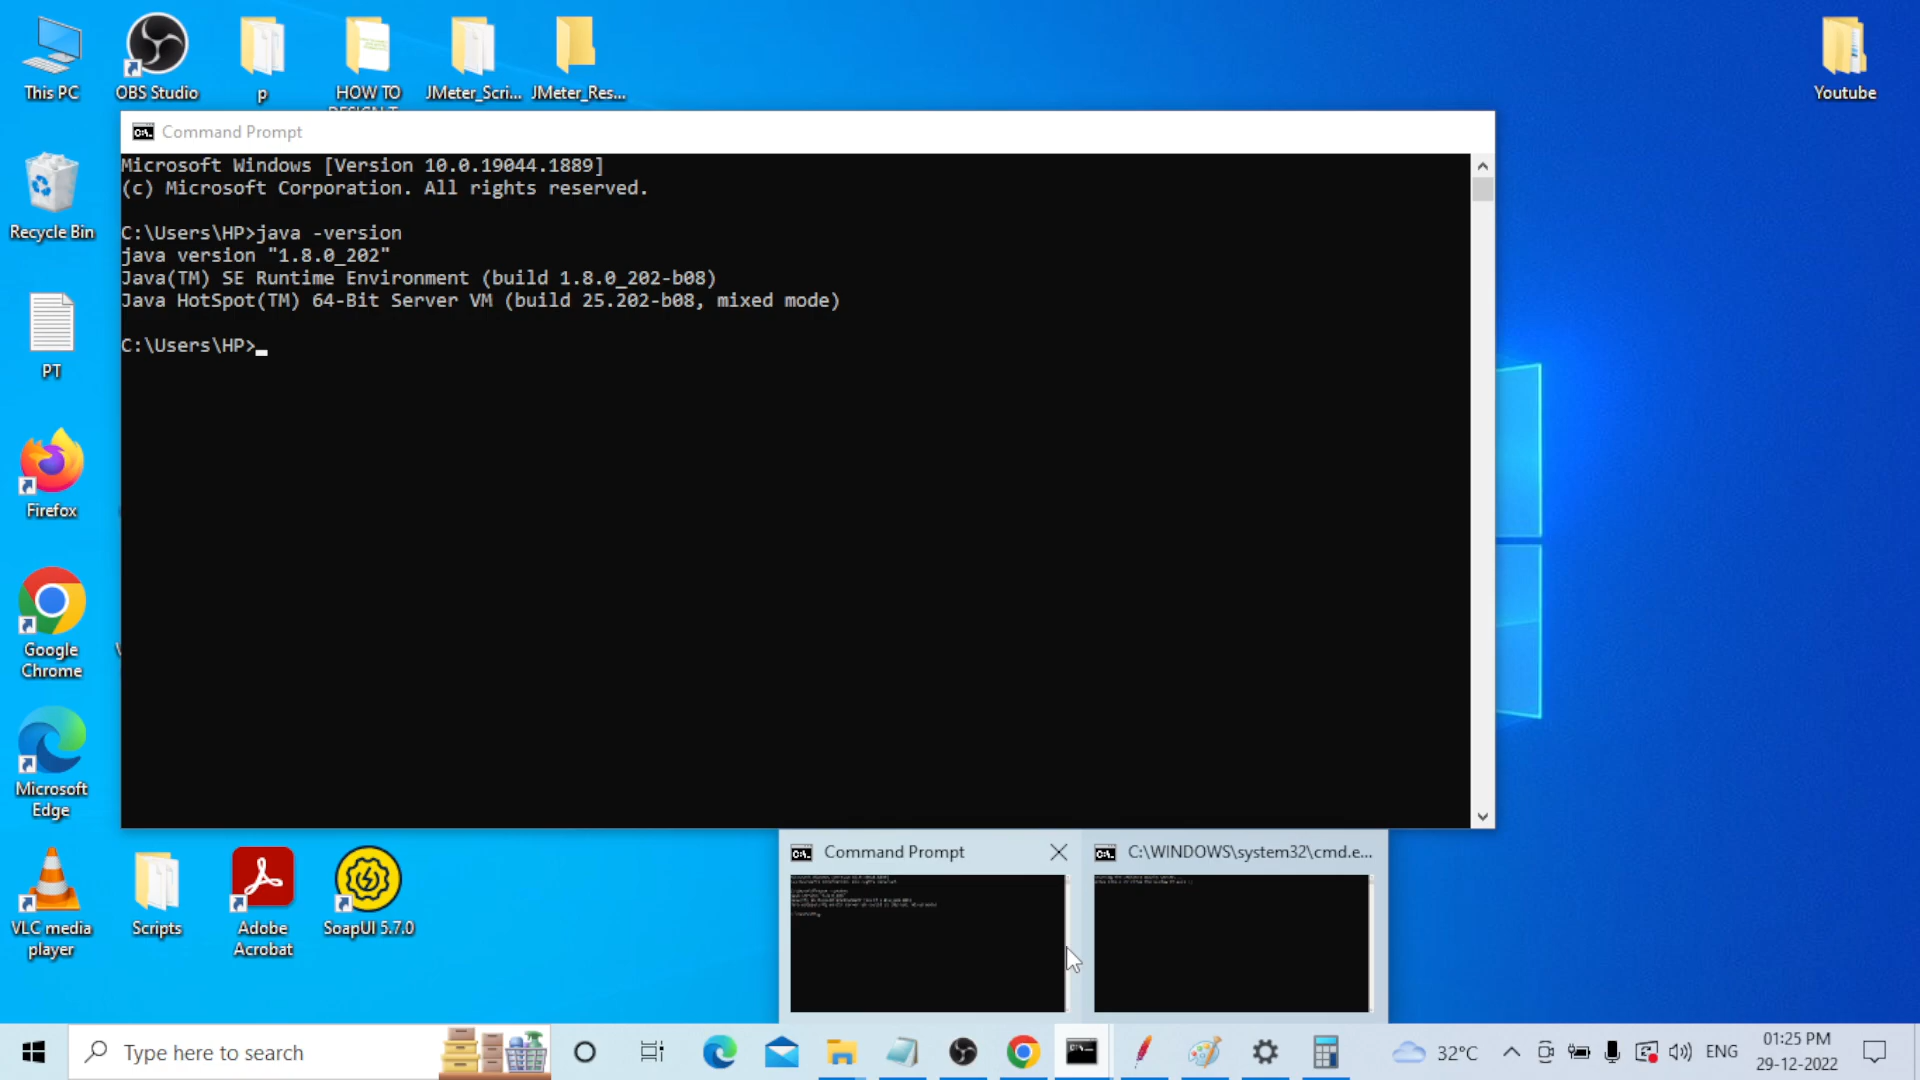 This PC
OBS Studio
p
HOW TO
JMeter_Scri...
JMeter_Res...
Youtube
Command Prompt
Microsoft Windows [Version 10.0.19044.1889]
(c) Microsoft Corporation. All rights reserved.
C:\Users\HP>java -version
java version "1.8.0_202"
Java(TM) SE Runtime Environment (build 1.8.0_202-b08)
Java HotSpot(TM) 64-Bit Server VM (build 25.202-b08, mixed mode)
C:\Users\HP>
Recycle Bin
PT
Firefox
Google
Chrome
Microsoft
Edge
VLC media
player
Scripts
Adobe
Acrobat
SoapUI 5.7.0
Command Prompt
C:\WINDOWS\system32\cmd.e...
Type here to search
32°C
ENG
01:25 PM
29-12-2022